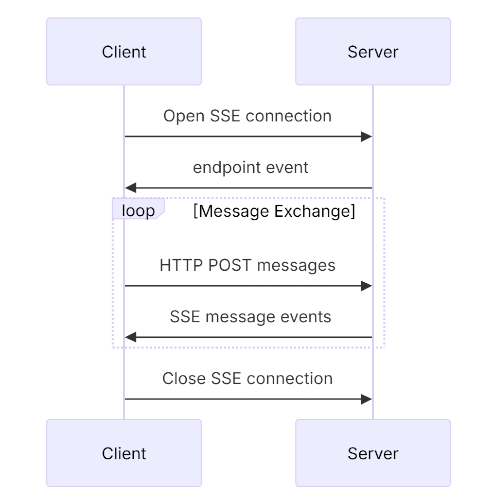 Client
Server
Open SSE connection
endpoint event
loop
[Message Exchange]
HTTP POST messages
SSE message events
Close SSE connection
Client
Server